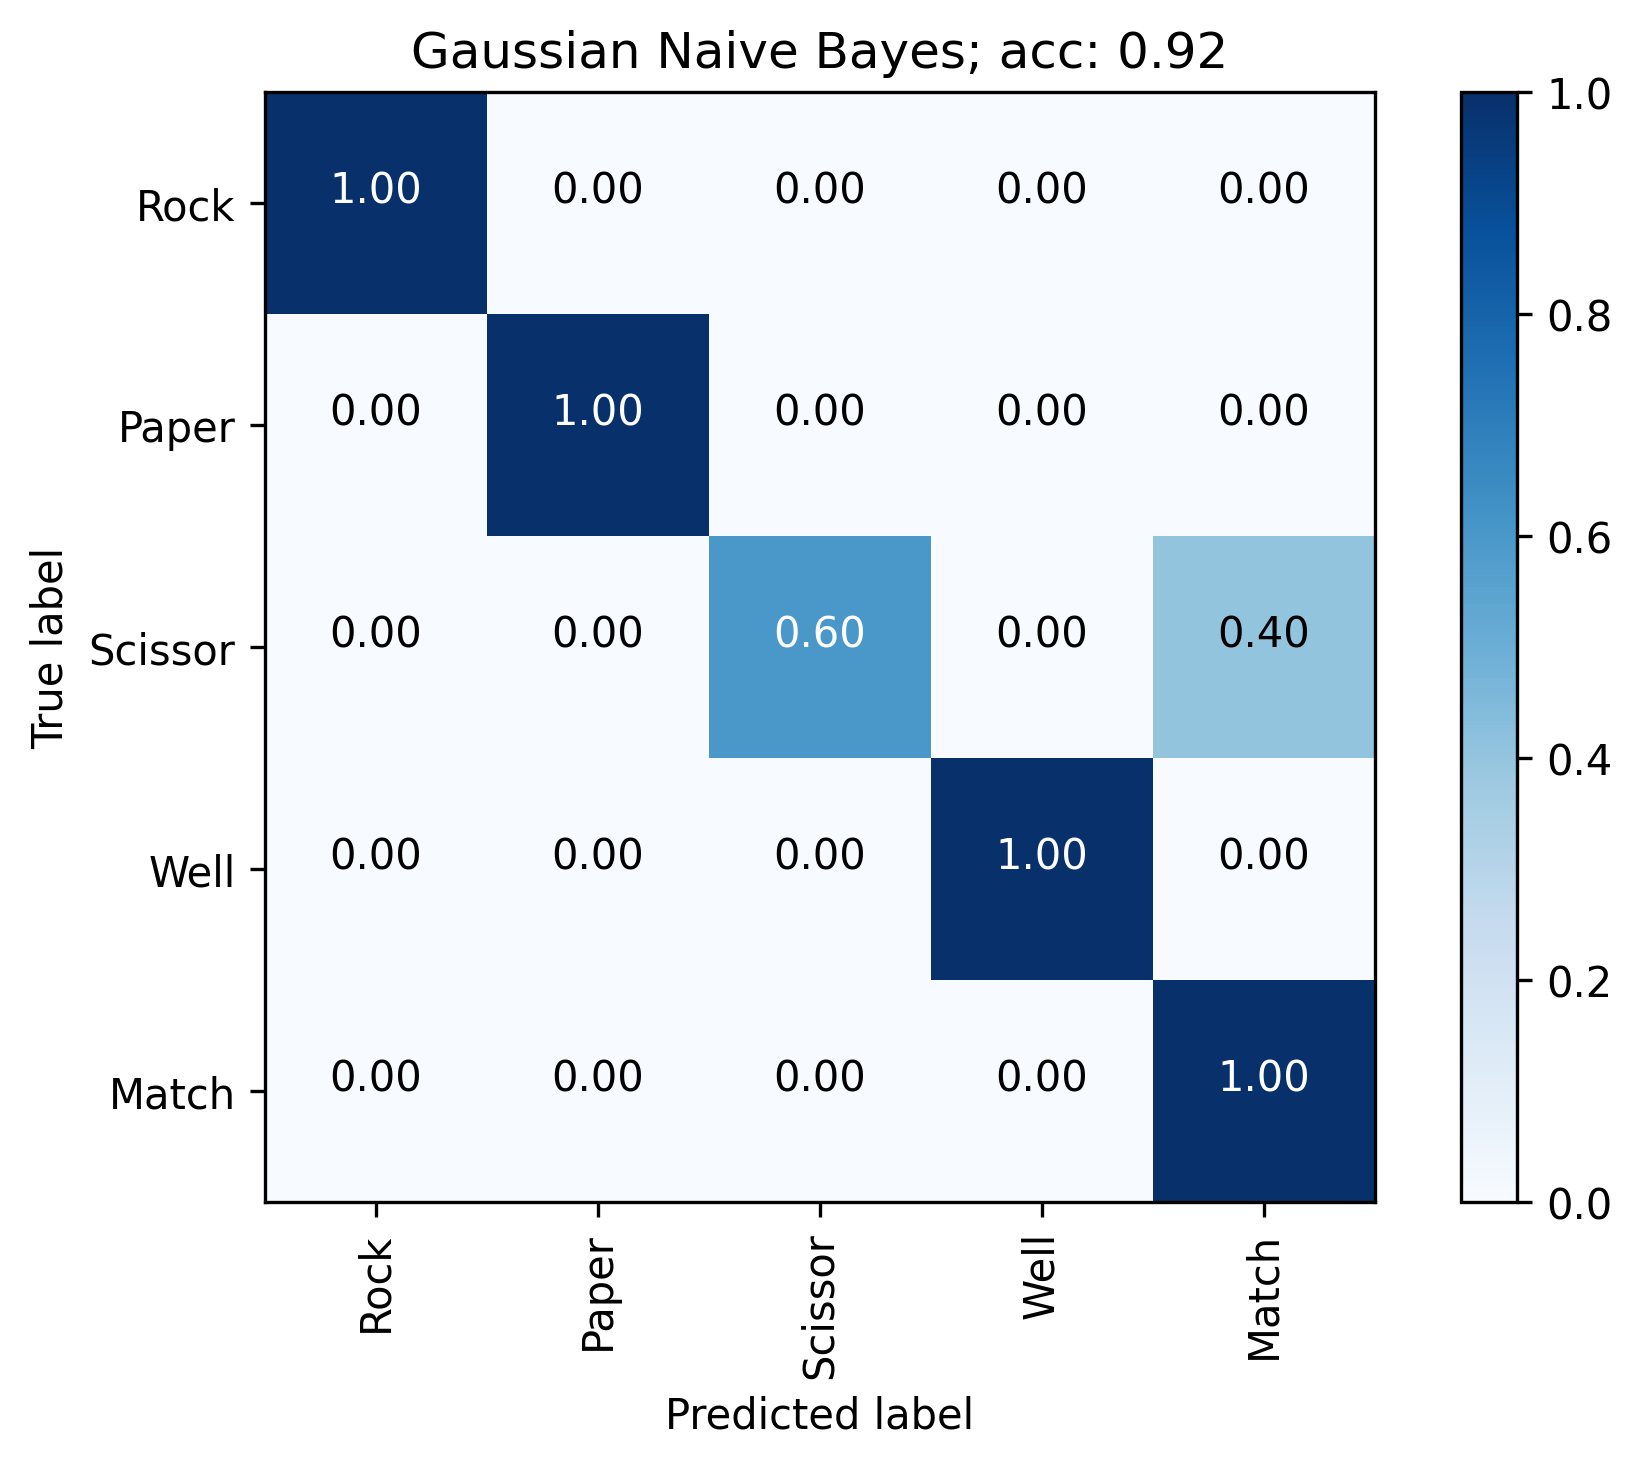 Gaussian Naive Bayes; acc: 0.92
True label
Rock 1.00 0.00 0.00 0.00 0.00
Paper 0.00 1.00 0.00 0.00 0.00
Scissor 0.00 0.00 0.60 0.00 0.40
Well 0.00 0.00 0.00 1.00 0.00
Match 0.00 0.00 0.00 0.00 1.00
Rock Paper Scissor Well Match
Predicted label
1.0
0.8
0.6
0.4
0.2
0.0